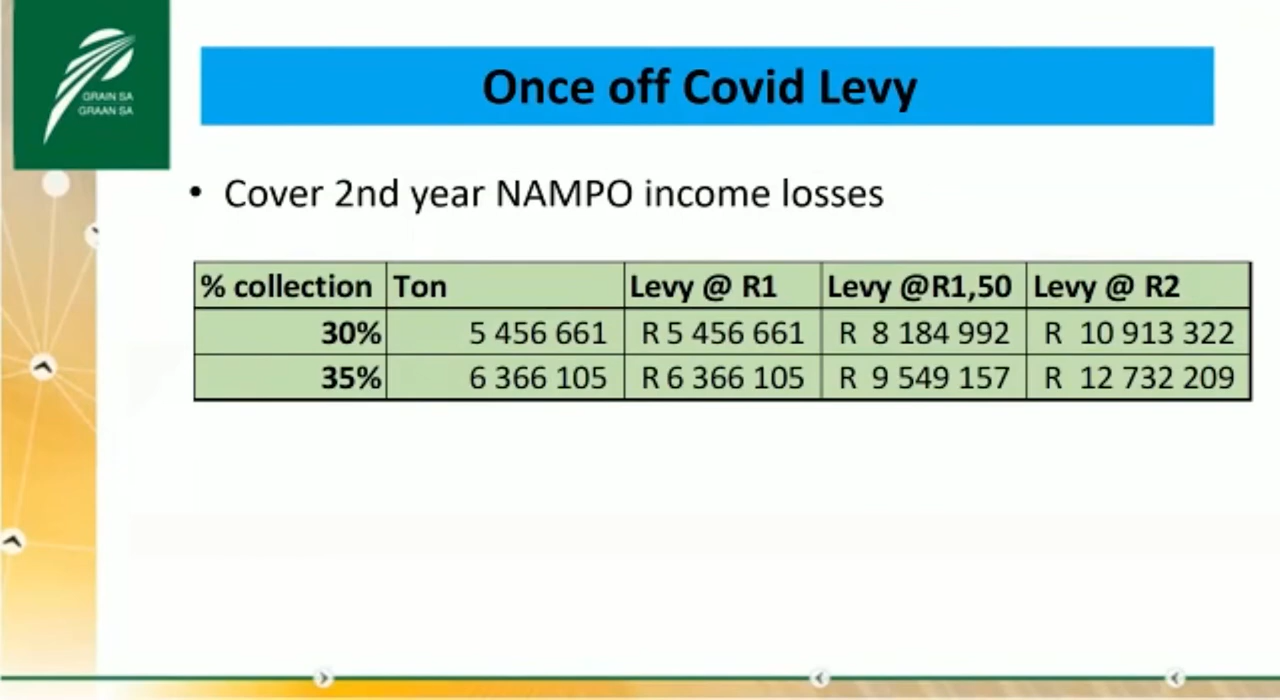 GRAIN SA
GRAAN SA
Once off Covid Levy
• Cover 2nd year NAMPO income losses
% collection Ton Levy @ R1 Levy @R1,50 Levy @ R2
30% 5 456 661 R 5 456 661 R 8 184 992 R 10 913 322
35% 6 366 105 R 6 366 105 R 9 549 157 R 12 732 209